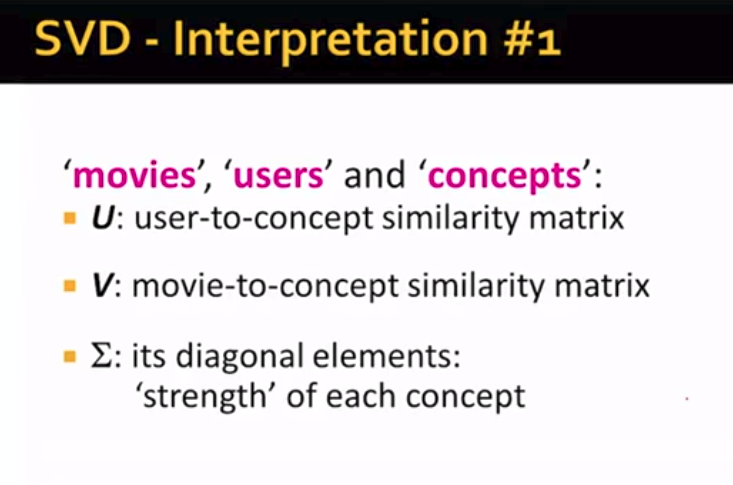 SVD - Interpretation #1
‘movies’, ‘users’ and ‘concepts’:
▪ U: user-to-concept similarity matrix
▪ V: movie-to-concept similarity matrix
▪ Σ: its diagonal elements:
‘strength’ of each concept